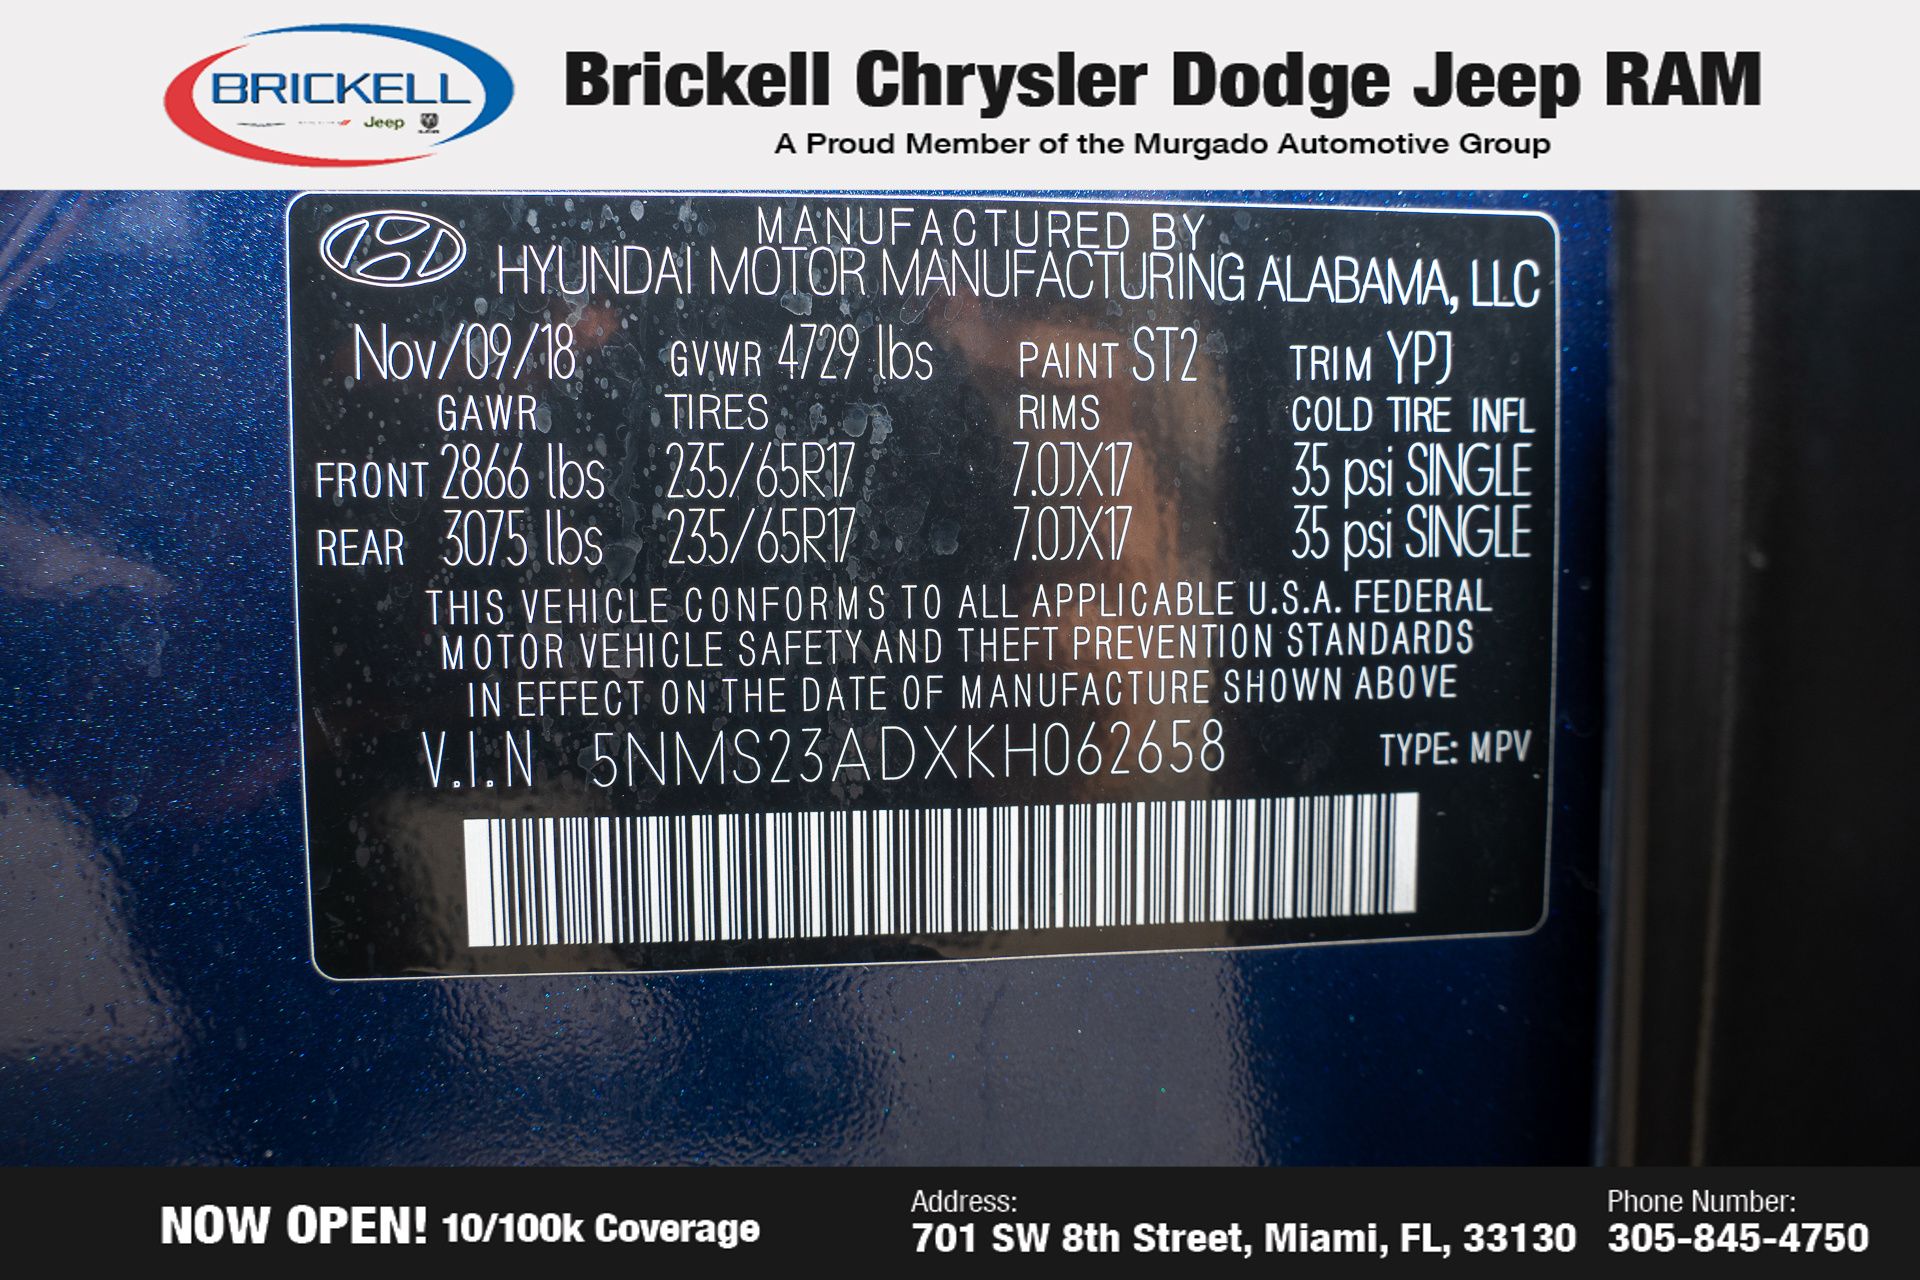 BRICKELL
Jeep
Brickell Chrysler Dodge Jeep RAM
A Proud Member of the Murgado Automotive Group
MANUFACTURED BY
HYUNDAI MOTOR MANUFACTURING ALABAMA, LLC
Nov/09/18 GVWR 4729 lbs PAINT ST2 TRIM YPJ
GAWR TIRES RIMS COLD TIRE INFL
FRONT 2866 lbs 235/65R17 7.0JX17 35 psi SINGLE
REAR 3075 lbs 235/65R17 7.0JX17 35 psi SINGLE
THIS VEHICLE CONFORMS TO ALL APPLICABLE U.S.A. FEDERAL
MOTOR VEHICLE SAFETY AND THEFT PREVENTION STANDARDS
IN EFFECT ON THE DATE OF MANUFACTURE SHOWN ABOVE
V.I.N 5NMS23ADXKH062658 TYPE: MPV
NOW OPEN! 10/100k Coverage
Address:
701 SW 8th Street, Miami, FL, 33130
Phone Number:
305-845-4750